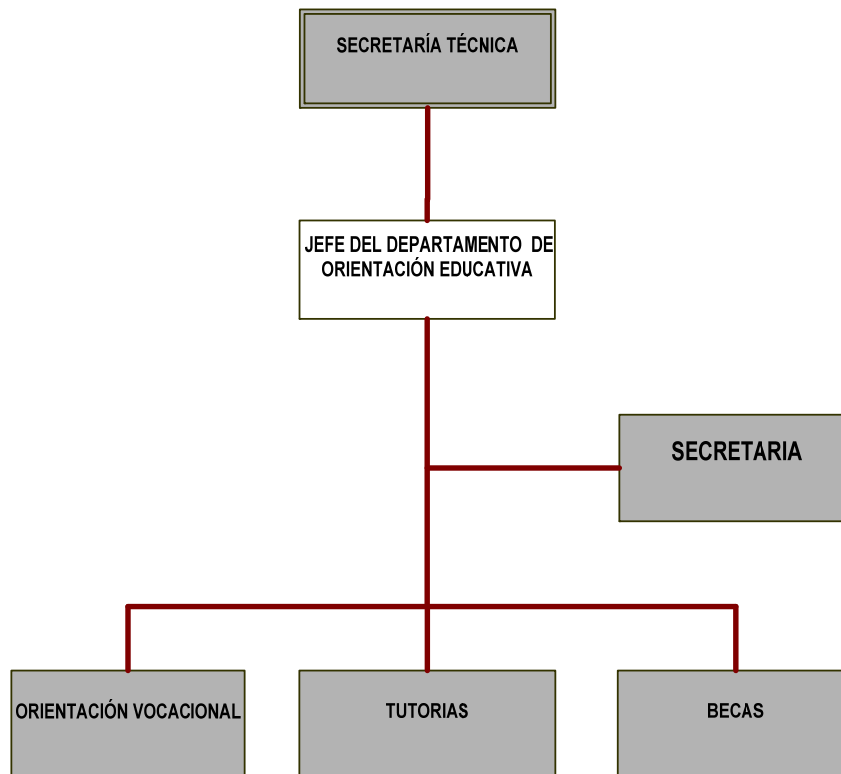 SECRETARÍA TÉCNICA
JEFE DEL DEPARTAMENTO DE
ORIENTACIÓN EDUCATIVA
SECRETARIA
ORIENTACIÓN VOCACIONAL
TUTORIAS
BECAS